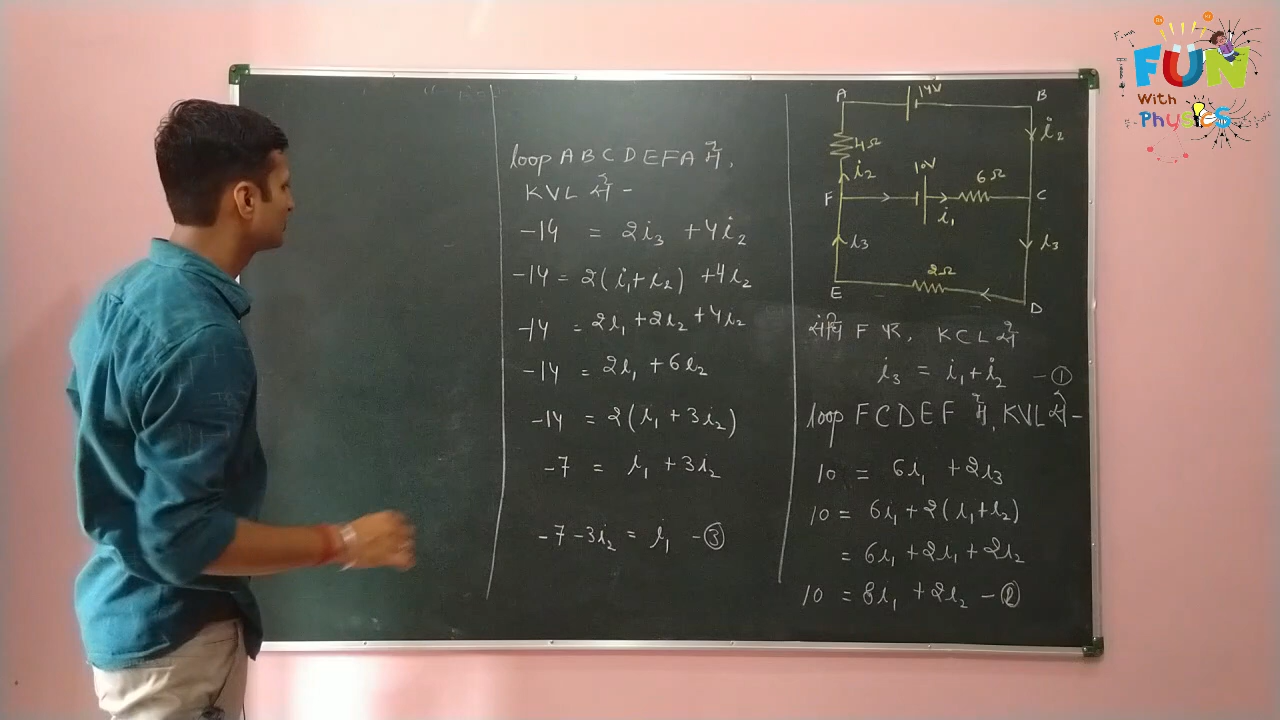 FUN
With
Physics
loop A B C D E F A में,
KVL से -
-14 = 2i₃ + 4i₂
-14 = 2(i₁+i₂) + 4i₂
-14 = 2i₁ + 2i₂ + 4i₂
-14 = 2i₁ + 6i₂
-14 = 2(i₁ + 3i₂)
-7 = i₁ + 3i₂
-7 - 3i₂ = i₁ - ③
A 14V B
4Ω i₂
i₂ 10V 6Ω
F i₁ C
i₃ i₃
2Ω
E D
F पर, KCL से
i₃ = i₁ + i₂ - ①
loop F C D E F में, KVL से -
10 = 6i₁ + 2i₃
10 = 6i₁ + 2(i₁+i₂)
= 6i₁ + 2i₁ + 2i₂
10 = 8i₁ + 2i₂ - ②